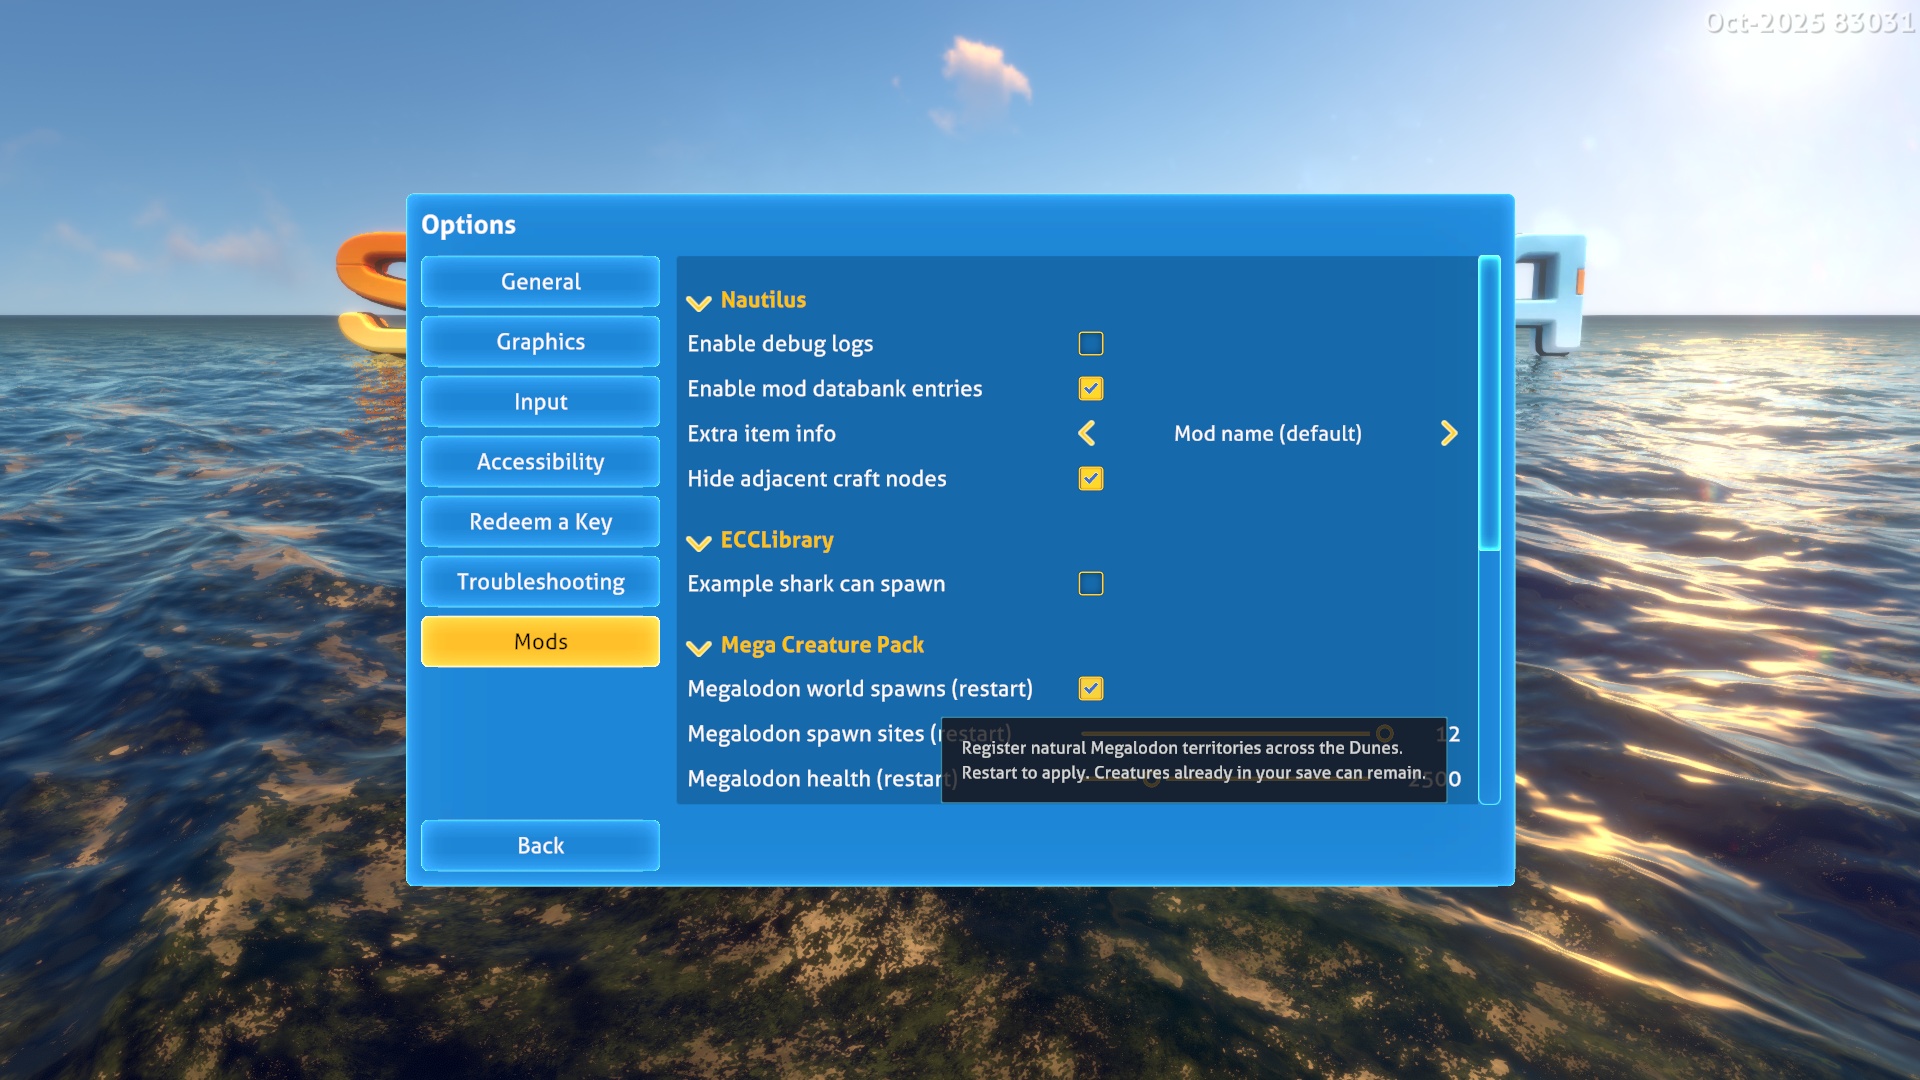 Oct-2025 83031
Options
General
Graphics
Input
Accessibility
Redeem a Key
Troubleshooting
Mods
Back
Nautilus
Enable debug logs
Enable mod databank entries
Extra item info
Mod name (default)
Hide adjacent craft nodes
ECCLibrary
Example shark can spawn
Mega Creature Pack
Megalodon world spawns (restart)
Megalodon spawn sites (restart)
12
Megalodon health (restart)
2500
Register natural Megalodon territories across the Dunes.
Restart to apply. Creatures already in your save can remain.
S
A